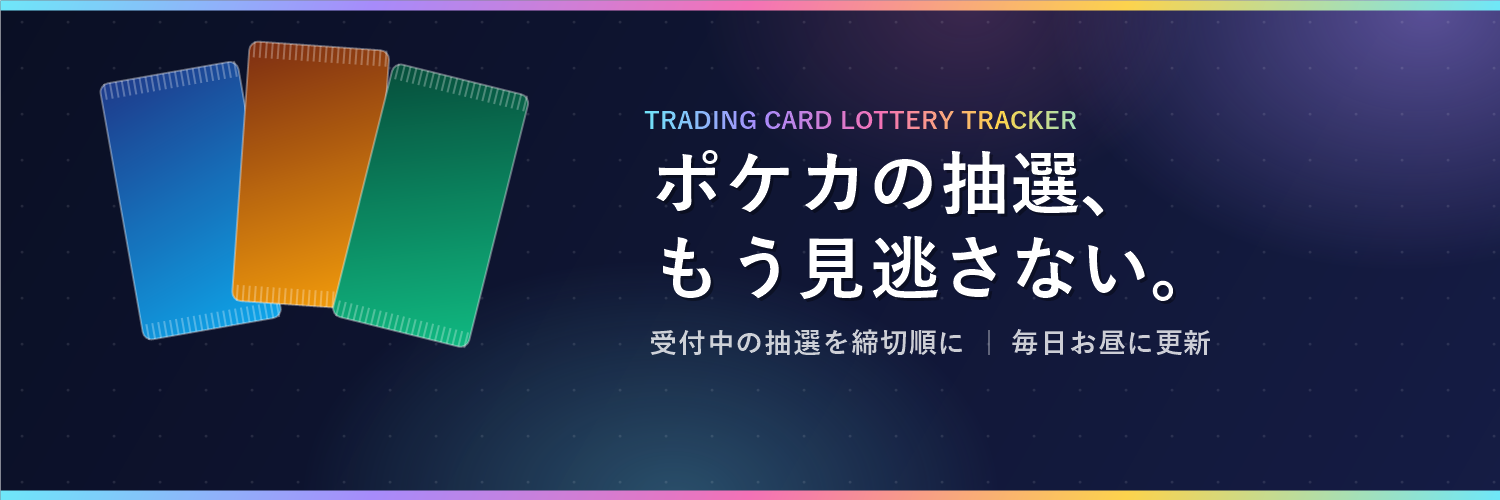 TRADING CARD LOTTERY TRACKER
ポケカの抽選、
もう見逃さない。
受付中の抽選を締切順に ｜ 毎日お昼に更新